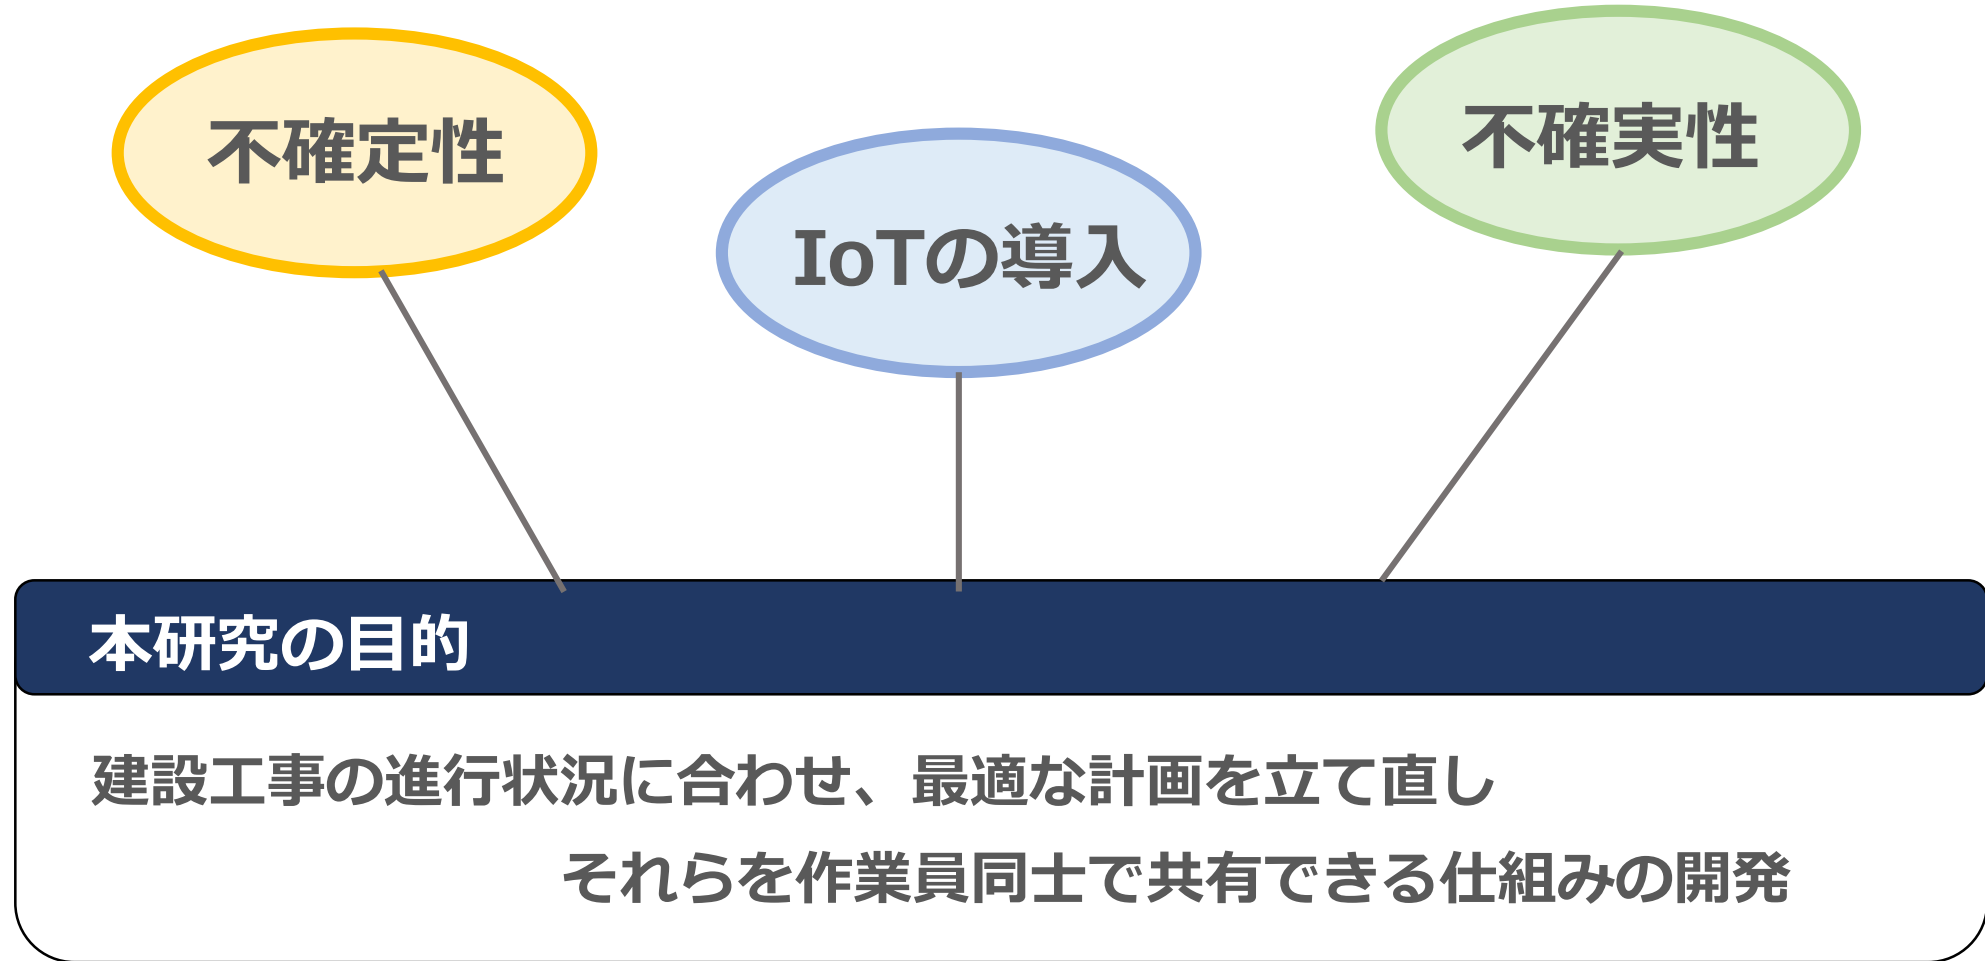 不確定性
IoTの導入
不確実性
本研究の目的
建設工事の進行状況に合わせ、最適な計画を立て直し
それらを作業員同士で共有できる仕組みの開発